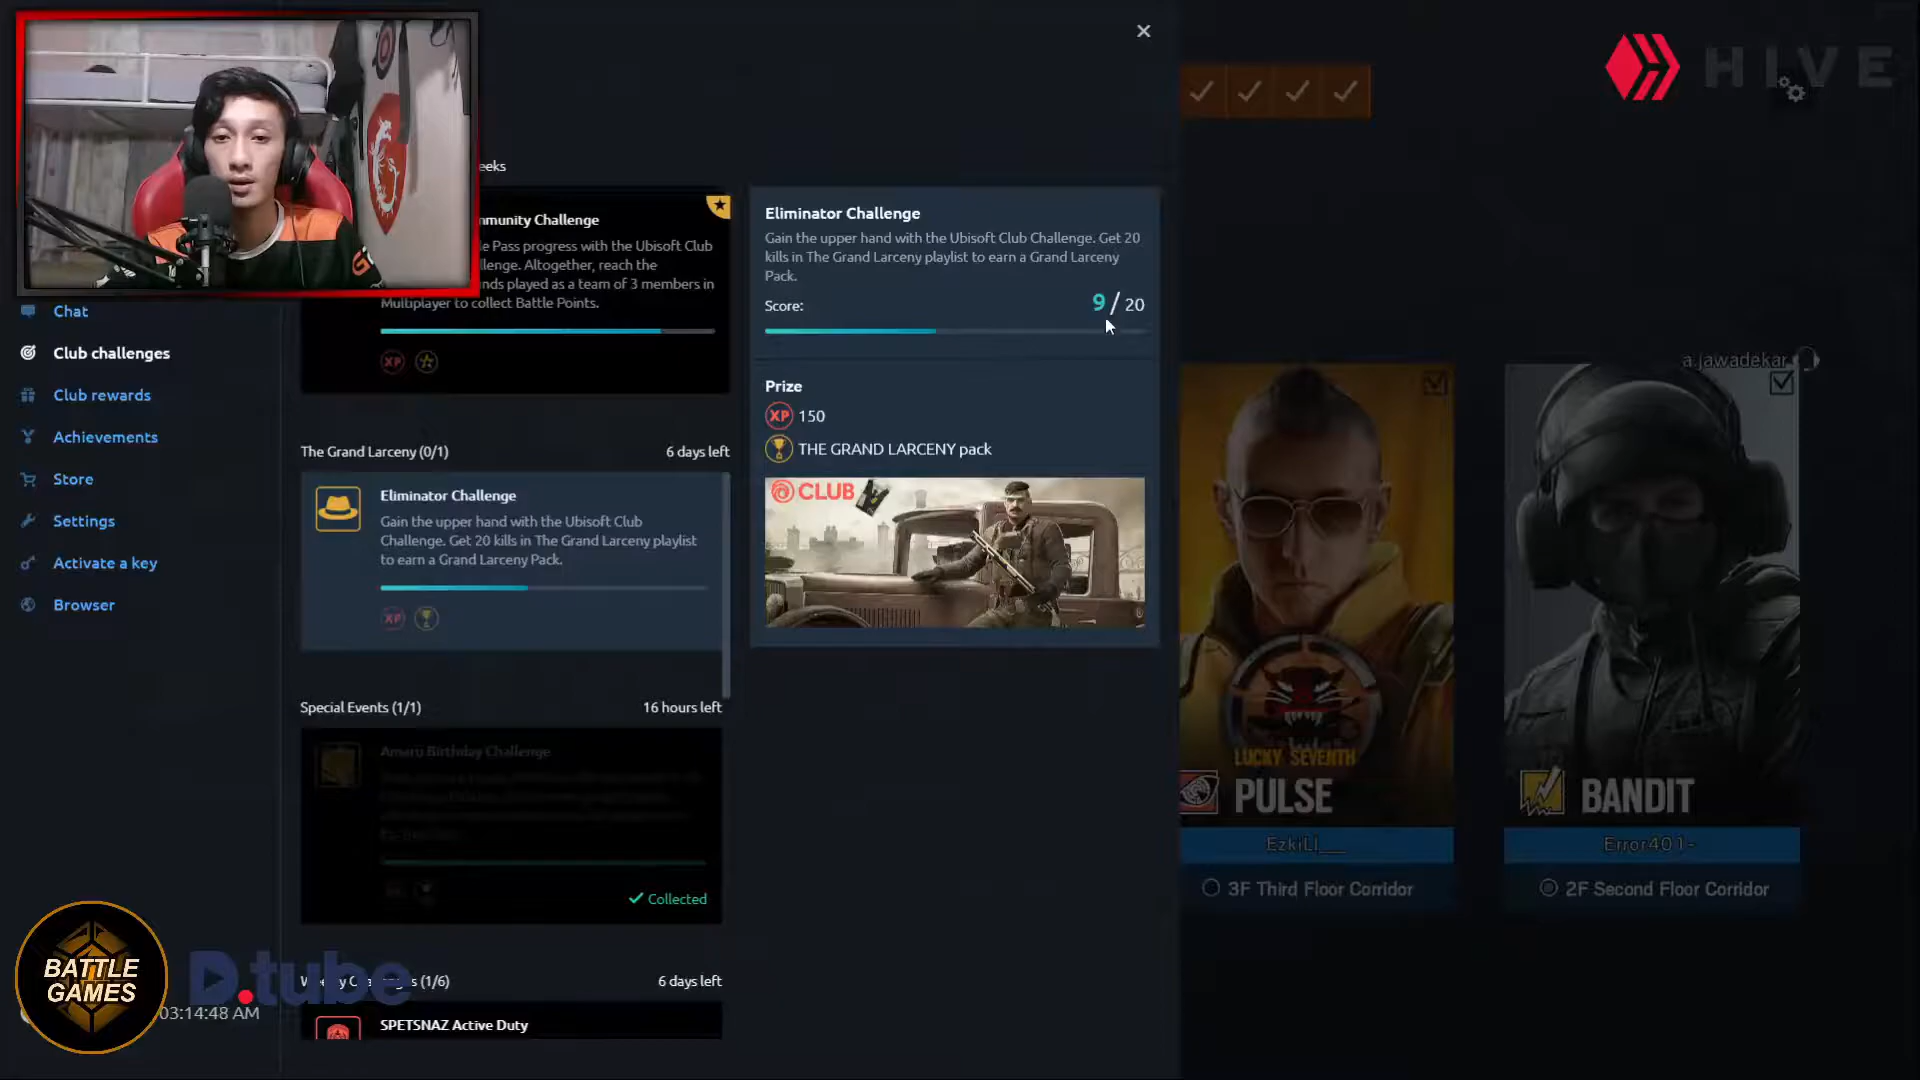 HIVE
eeks
mmunity Challenge
le Pass progress with the Ubisoft Club
llenge. Altogether, reach the
nds played as a team of 3 members in
Multiplayer to collect Battle Points.
XP
Chat
Club challenges
Club rewards
Achievements
Store
Settings
Activate a key
Browser
The Grand Larceny (0/1)
6 days left
Eliminator Challenge
Gain the upper hand with the Ubisoft Club
Challenge. Get 20 kills in The Grand Larceny playlist
to earn a Grand Larceny Pack.
XP
Special Events (1/1)
16 hours left
Amaru Birthday Challenge
Collected
(1/6)
6 days left
SPETSNAZ Active Duty
Eliminator Challenge
Gain the upper hand with the Ubisoft Club Challenge. Get 20
kills in The Grand Larceny playlist to earn a Grand Larceny
Pack.
Score:
9 / 20
Prize
XP 150
THE GRAND LARCENY pack
CLUB
a.jawadekar
LUCKY SEVENTH
PULSE
EzkiLl__
3F Third Floor Corridor
BANDIT
Error401-
2F Second Floor Corridor
BATTLE
GAMES
D.tube
03:14:48 AM